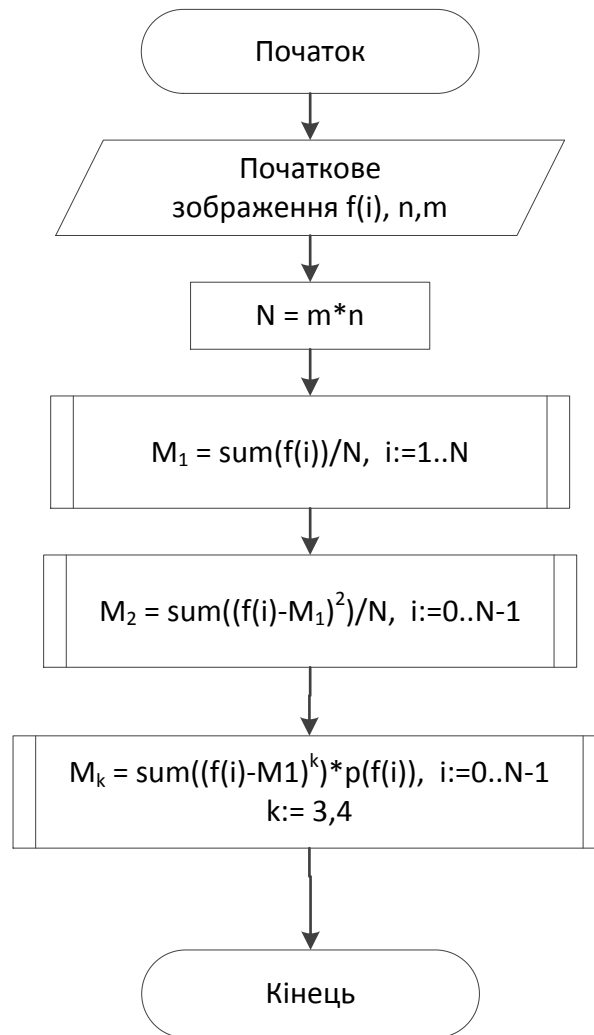 Початок
Початкове
зображення f(i), n,m
N = m*n
M₁ = sum(f(i))/N, i:=1..N
M₂ = sum((f(i)-M₁)²)/N, i:=0..N-1
Mₖ = sum((f(i)-M1)ᵏ)*p(f(i)), i:=0..N-1
k:= 3,4
Кінець